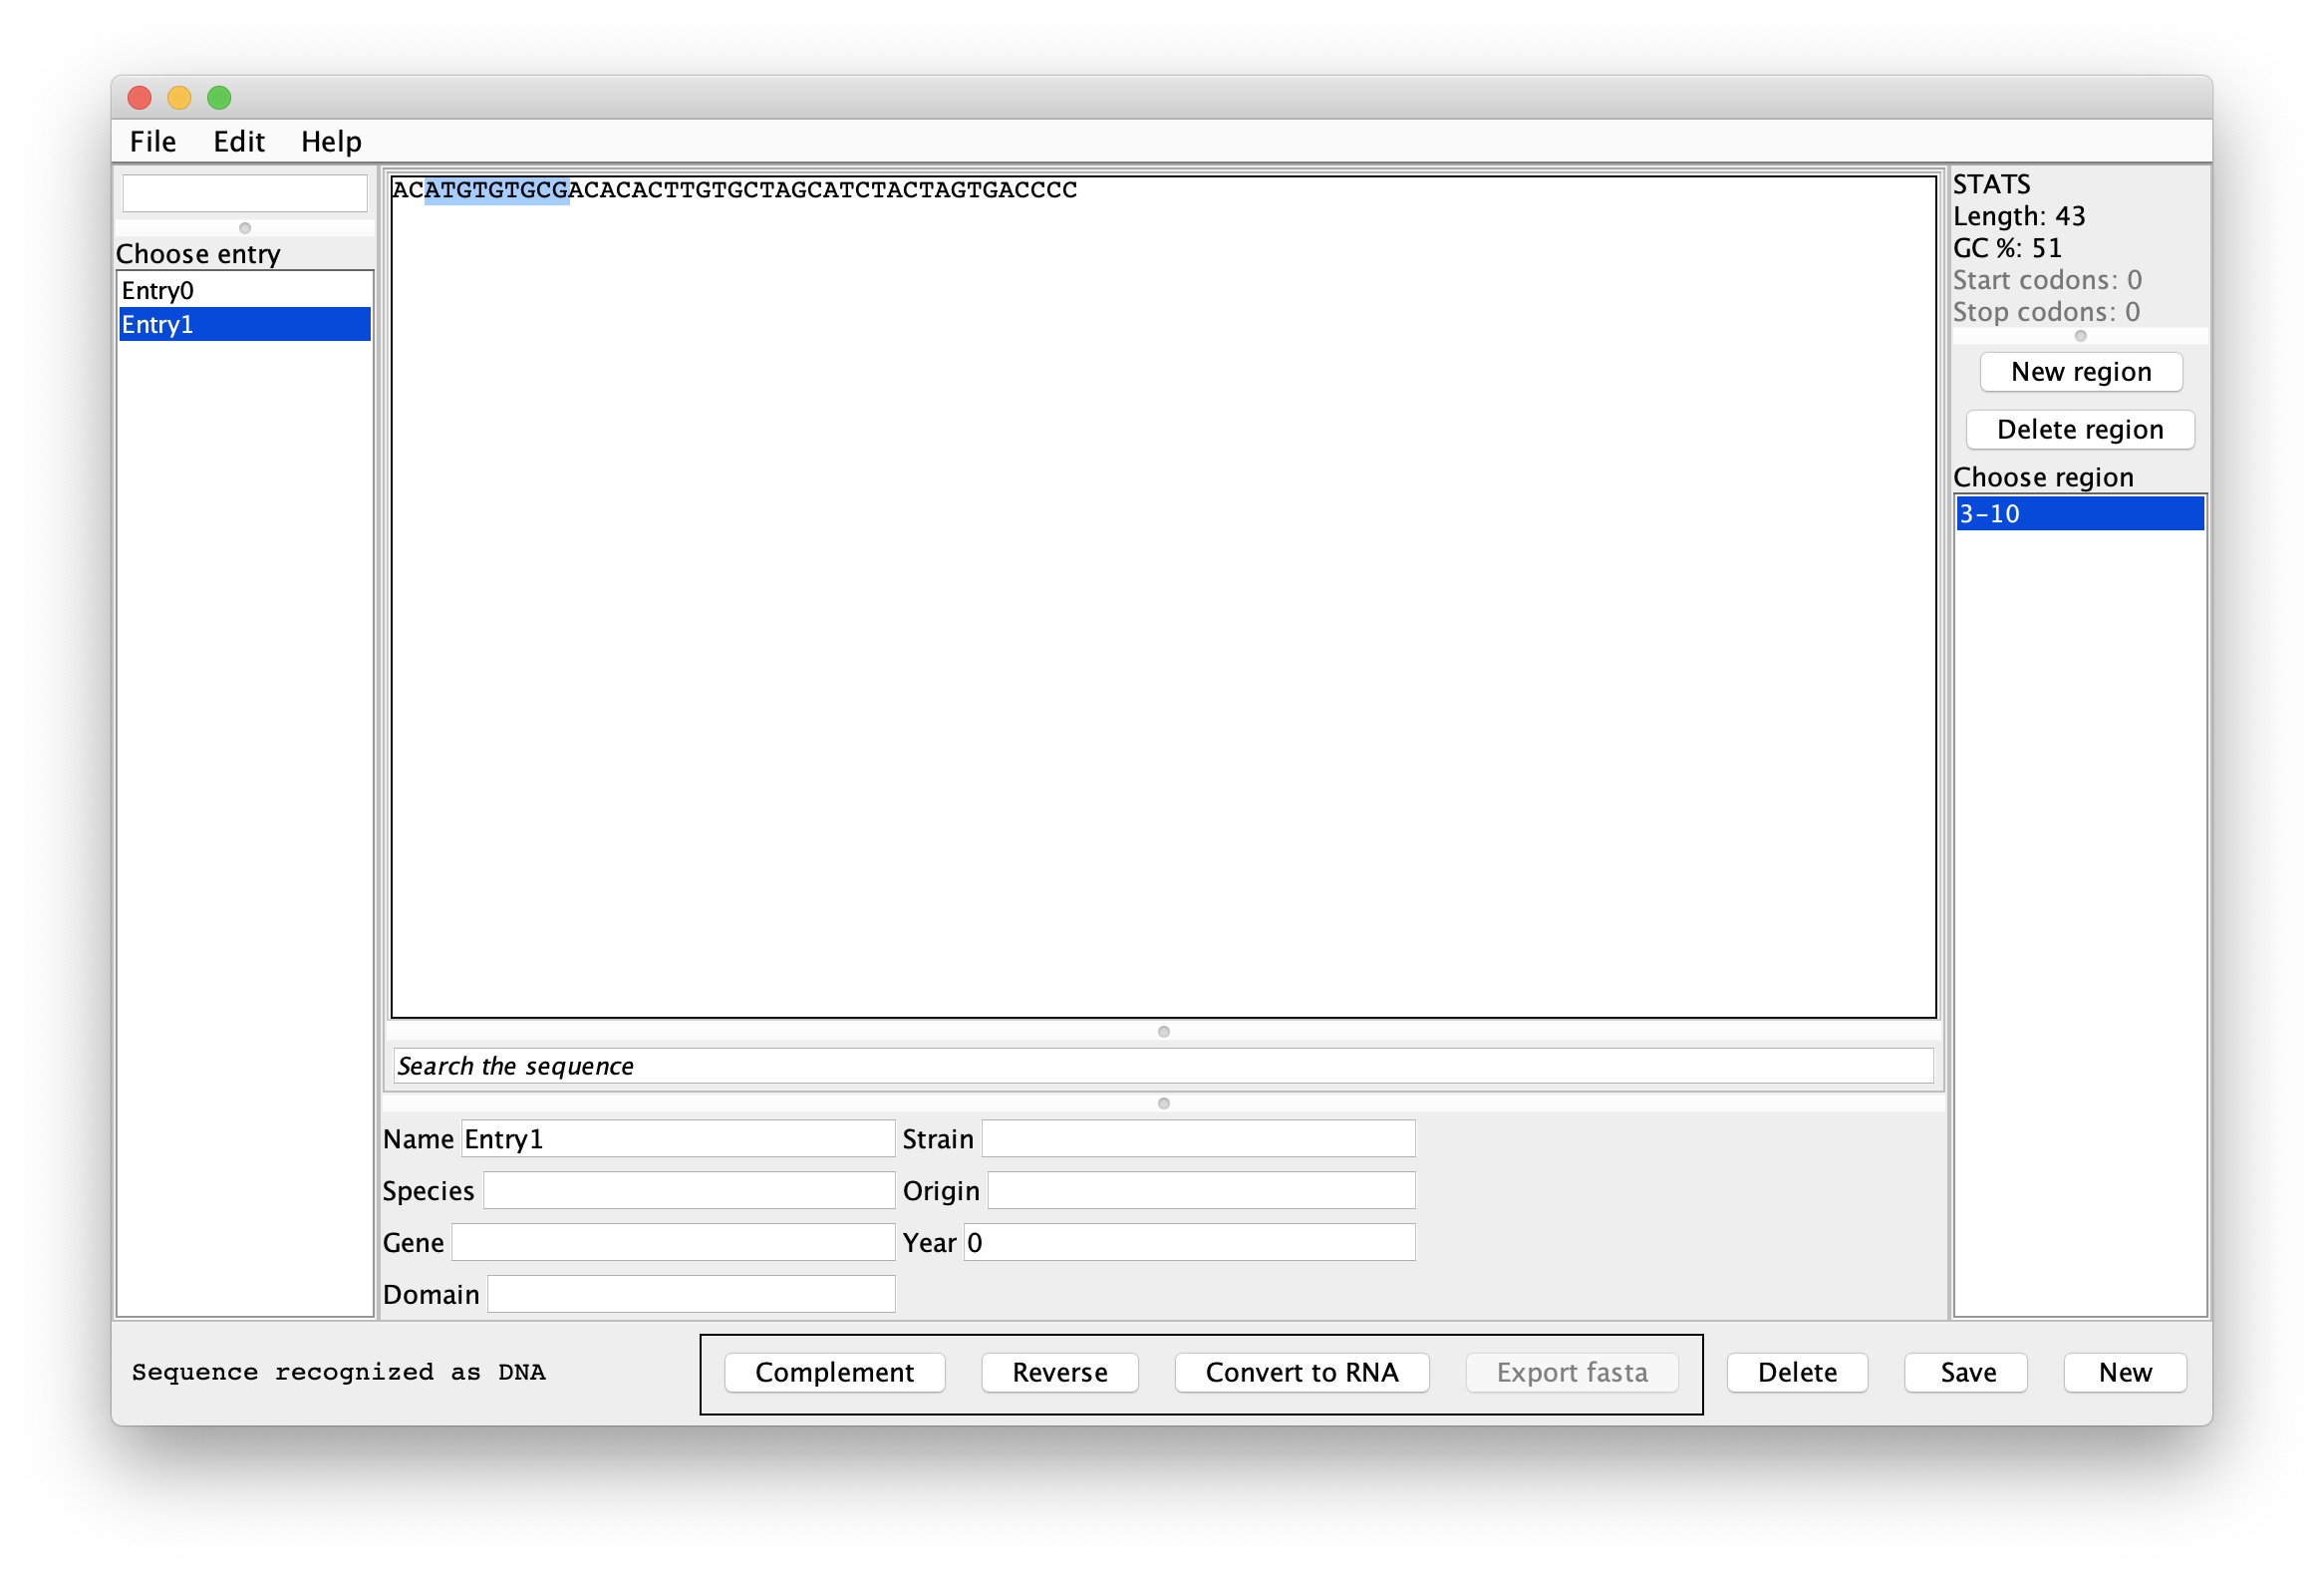 File Edit Help
Choose entry
Entry0
Entry1
ACATGTGTGCGACACACTTGTGCTAGCATCTACTAGTGACCCC
Search the sequence
Name Entry1 Strain
Species Origin
Gene Year 0
Domain
STATS
Length: 43
GC %: 51
Start codons: 0
Stop codons: 0
New region
Delete region
Choose region
3-10
Sequence recognized as DNA Complement Reverse Convert to RNA Export fasta Delete Save New